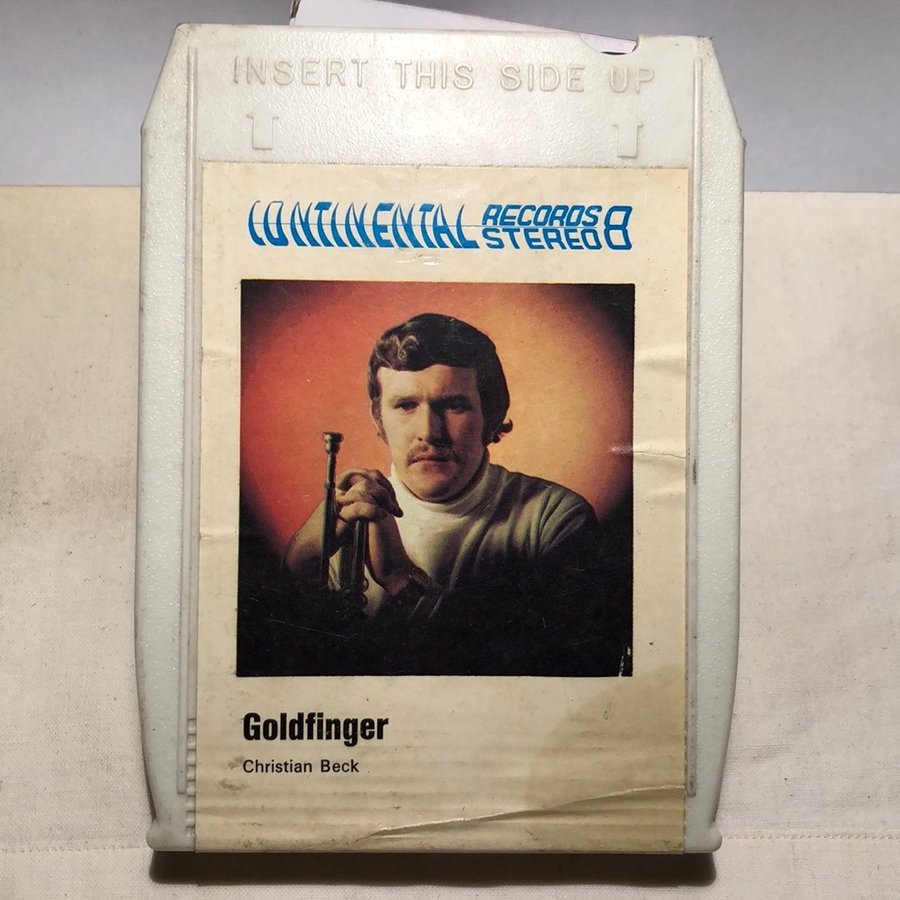 INSERT THIS SIDE UP
CONTINENTAL RECORDS STEREO 8
Goldfinger
Christian Beck